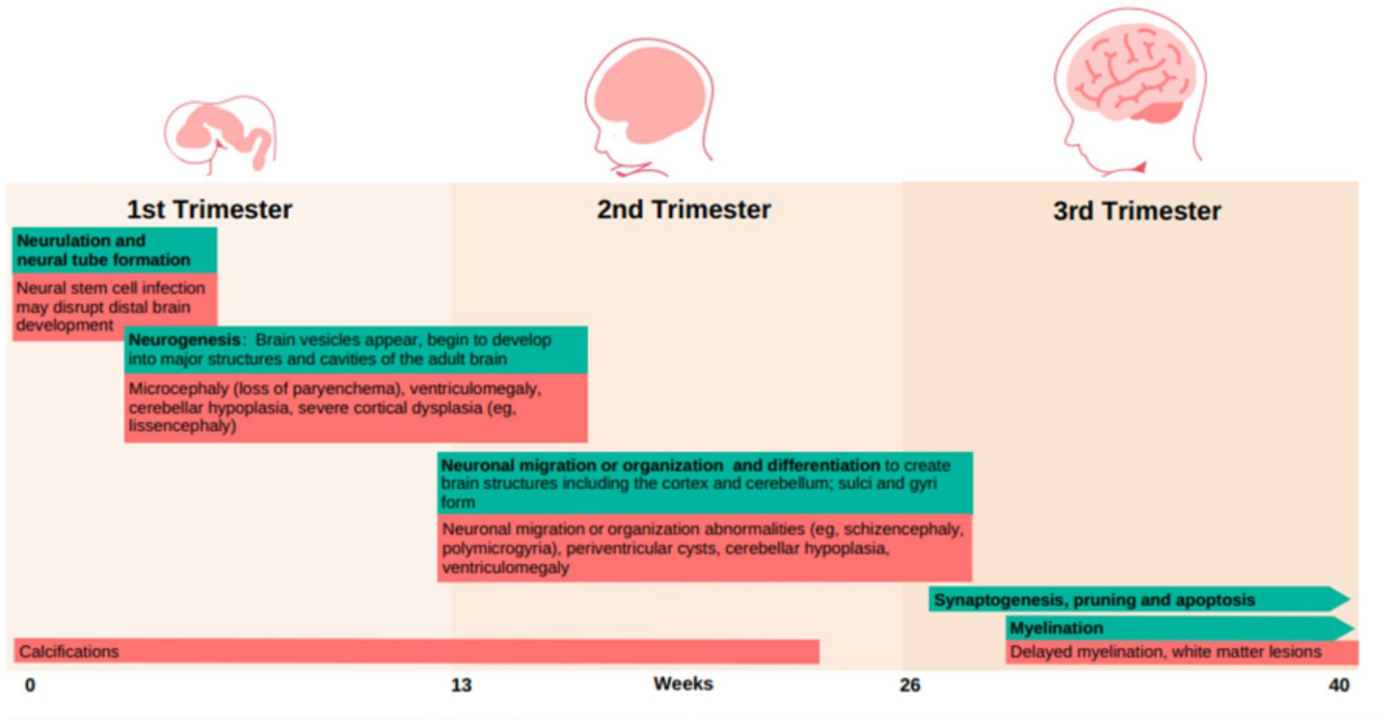 1st Trimester
2nd Trimester
3rd Trimester
Neurulation and
neural tube formation
Neural stem cell infection
may disrupt distal brain
development
Neurogenesis: Brain vesicles appear, begin to develop
into major structures and cavities of the adult brain
Microcephaly (loss of paryenchema), ventriculomegaly,
cerebellar hypoplasia, severe cortical dysplasia (eg,
lissencephaly)
Neuronal migration or organization and differentiation to create
brain structures including the cortex and cerebellum; sulci and gyri
form
Neuronal migration or organization abnormalities (eg, schizencephaly,
polymicrogyria), periventricular cysts, cerebellar hypoplasia,
ventriculomegaly
Synaptogenesis, pruning and apoptosis
Myelination
Calcifications
Delayed myelination, white matter lesions
0
13
Weeks
26
40